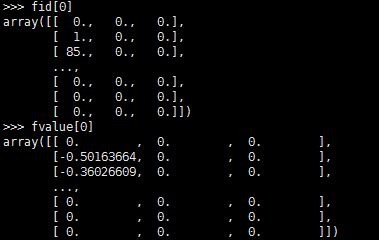 >>> fid[0]
array([[  0.,   0.,   0.],
       [  1.,   0.,   0.],
       [ 85.,   0.,   0.],
       ...,
       [  0.,   0.,   0.],
       [  0.,   0.,   0.],
       [  0.,   0.,   0.]])
>>> fvalue[0]
array([[ 0.        ,  0.        ,  0.        ],
       [-0.50163664,  0.        ,  0.        ],
       [-0.36026609,  0.        ,  0.        ],
       ...,
       [ 0.        ,  0.        ,  0.        ],
       [ 0.        ,  0.        ,  0.        ],
       [ 0.        ,  0.        ,  0.        ]])